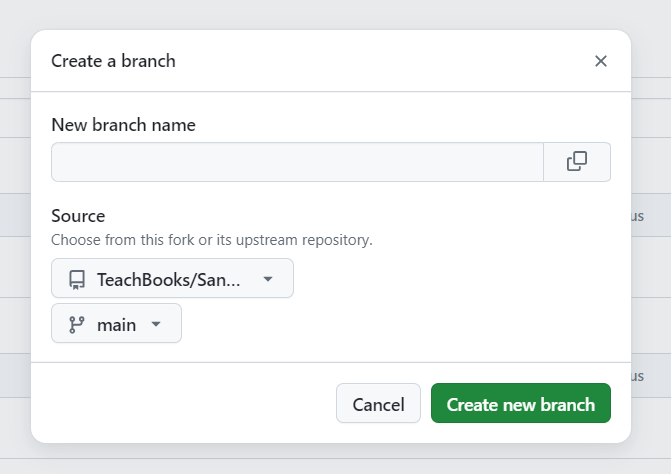 Create a branch
New branch name
us
Source
Choose from this fork or its upstream repository.
TeachBooks/San...
main
us
Cancel
Create new branch